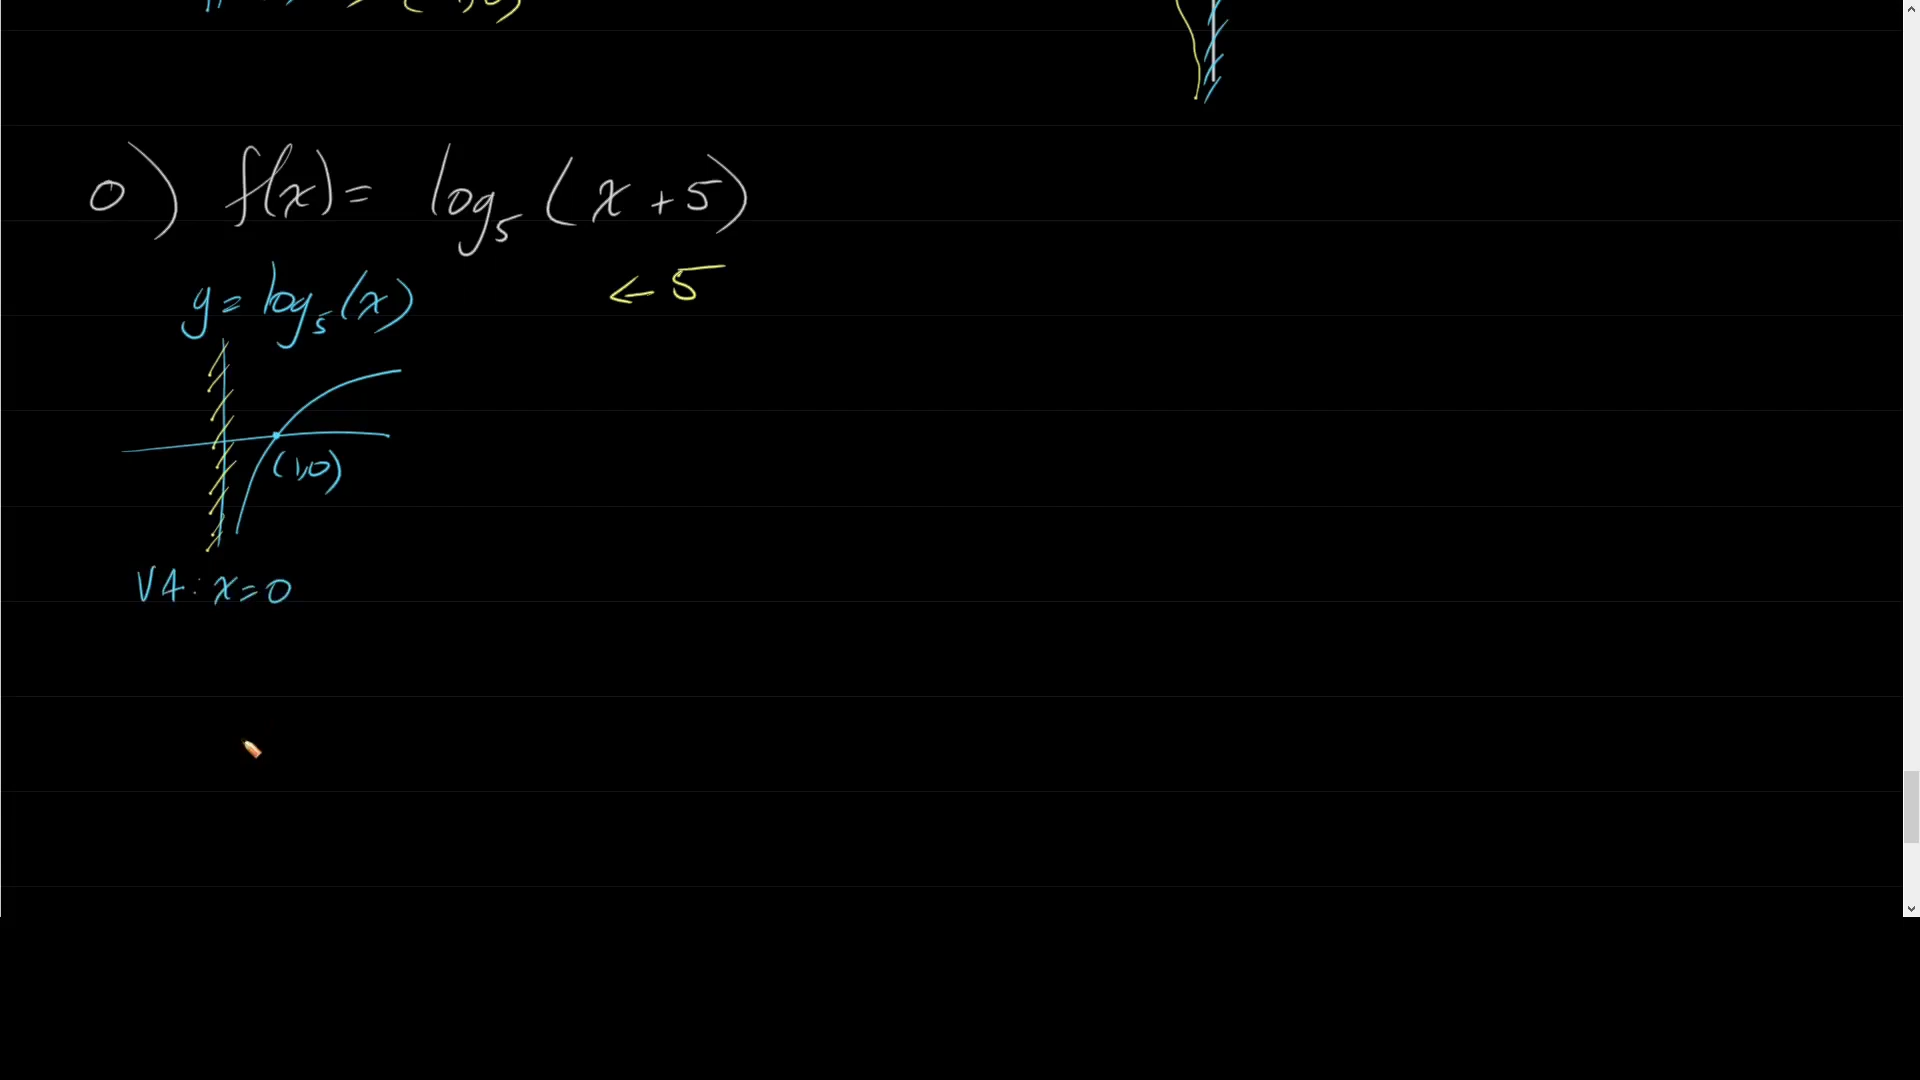 o) f(x) = log₅(x+5)
y = log₅(x) ← 5
(1,0)
VA: x=0